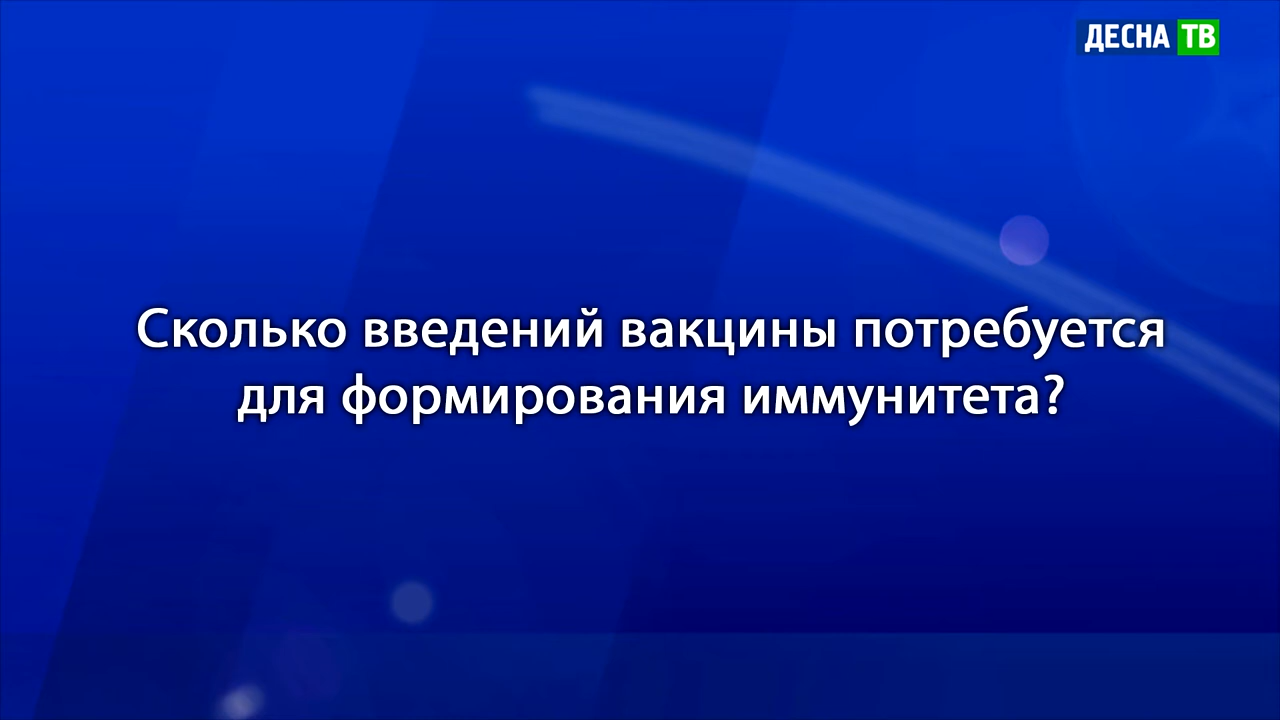 ДЕСНА ТВ
Сколько введений вакцины потребуется
для формирования иммунитета?